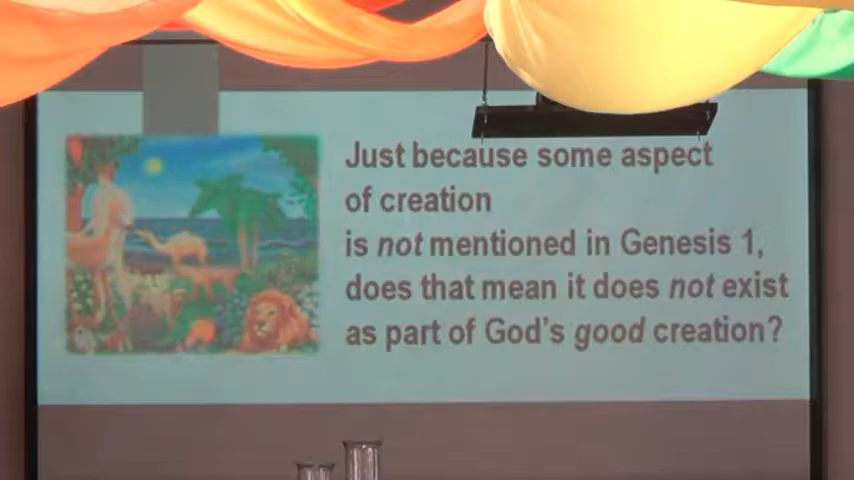 Just because some aspect
of creation
is not mentioned in Genesis 1,
does that mean it does not exist
as part of God's good creation?